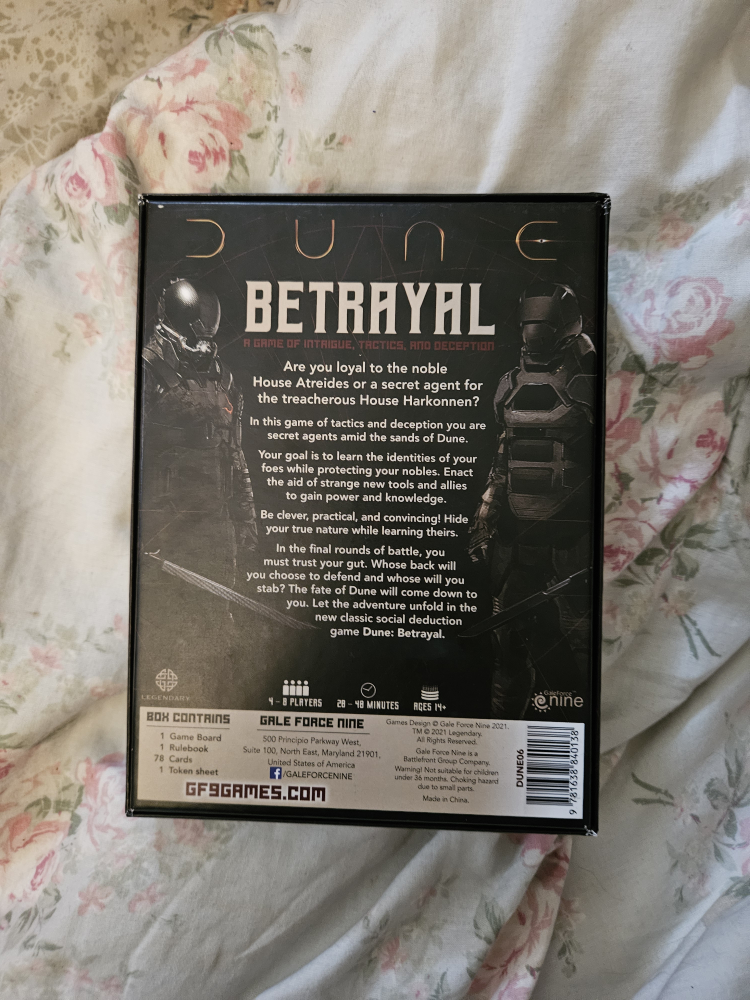 DUNE
BETRAYAL
A GAME OF INTRIGUE, TACTICS, AND DECEPTION
Are you loyal to the noble
House Atreides or a secret agent for
the treacherous House Harkonnen?
In this game of tactics and deception you are
secret agents amid the sands of Dune.
Your goal is to learn the identities of your
foes while protecting your nobles. Enact
the aid of strange new tools and allies
to gain power and knowledge.
Be clever, practical, and convincing! Hide
your true nature while learning theirs.
In the final rounds of battle, you
must trust your gut. Whose back will
you choose to defend and whose will you
stab? The fate of Dune will come down to
you. Let the adventure unfold in the
new classic social deduction
game Dune: Betrayal.
LEGENDARY
4 - 8 PLAYERS
20 - 40 MINUTES
AGES 14+
GaleForce
nine
BOX CONTAINS
1 Game Board
1 Rulebook
78 Cards
1 Token sheet
GALE FORCE NINE
500 Principio Parkway West,
Suite 100, North East, Maryland 21901,
United States of America
f /GALEFORCENINE
GF9GAMES.COM
Games Design © Gale Force Nine 2021.
TM © 2021 Legendary.
All Rights Reserved.
Gale Force Nine is a
Battlefront Group Company.
Warning! Not suitable for children
under 36 months. Choking hazard
due to small parts.
Made in China.
DUNE06
9 781638 840138